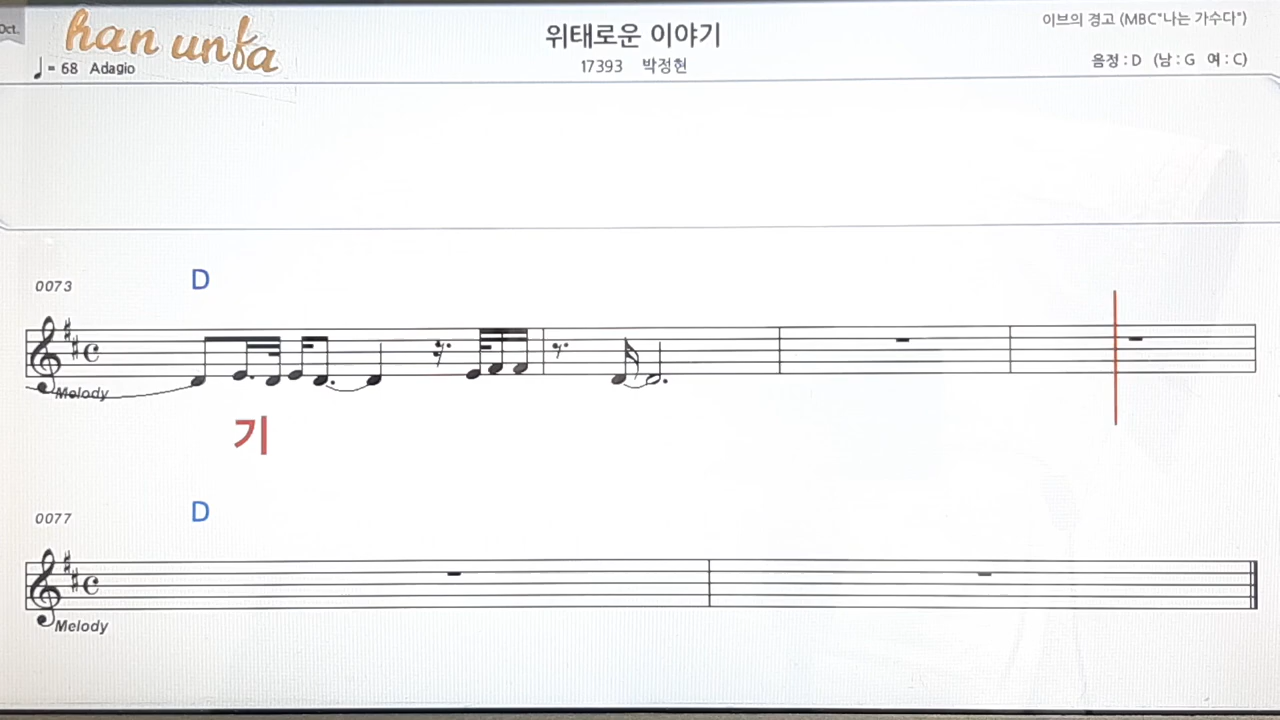 Oct.
han unfa
위태로운 이야기
이브의 경고 (MBC"나는 가수다")
= 68 Adagio
17393 박정현
음정 : D (남 : G 여 : C)
D
0073
Melody
기
D
0077
Melody